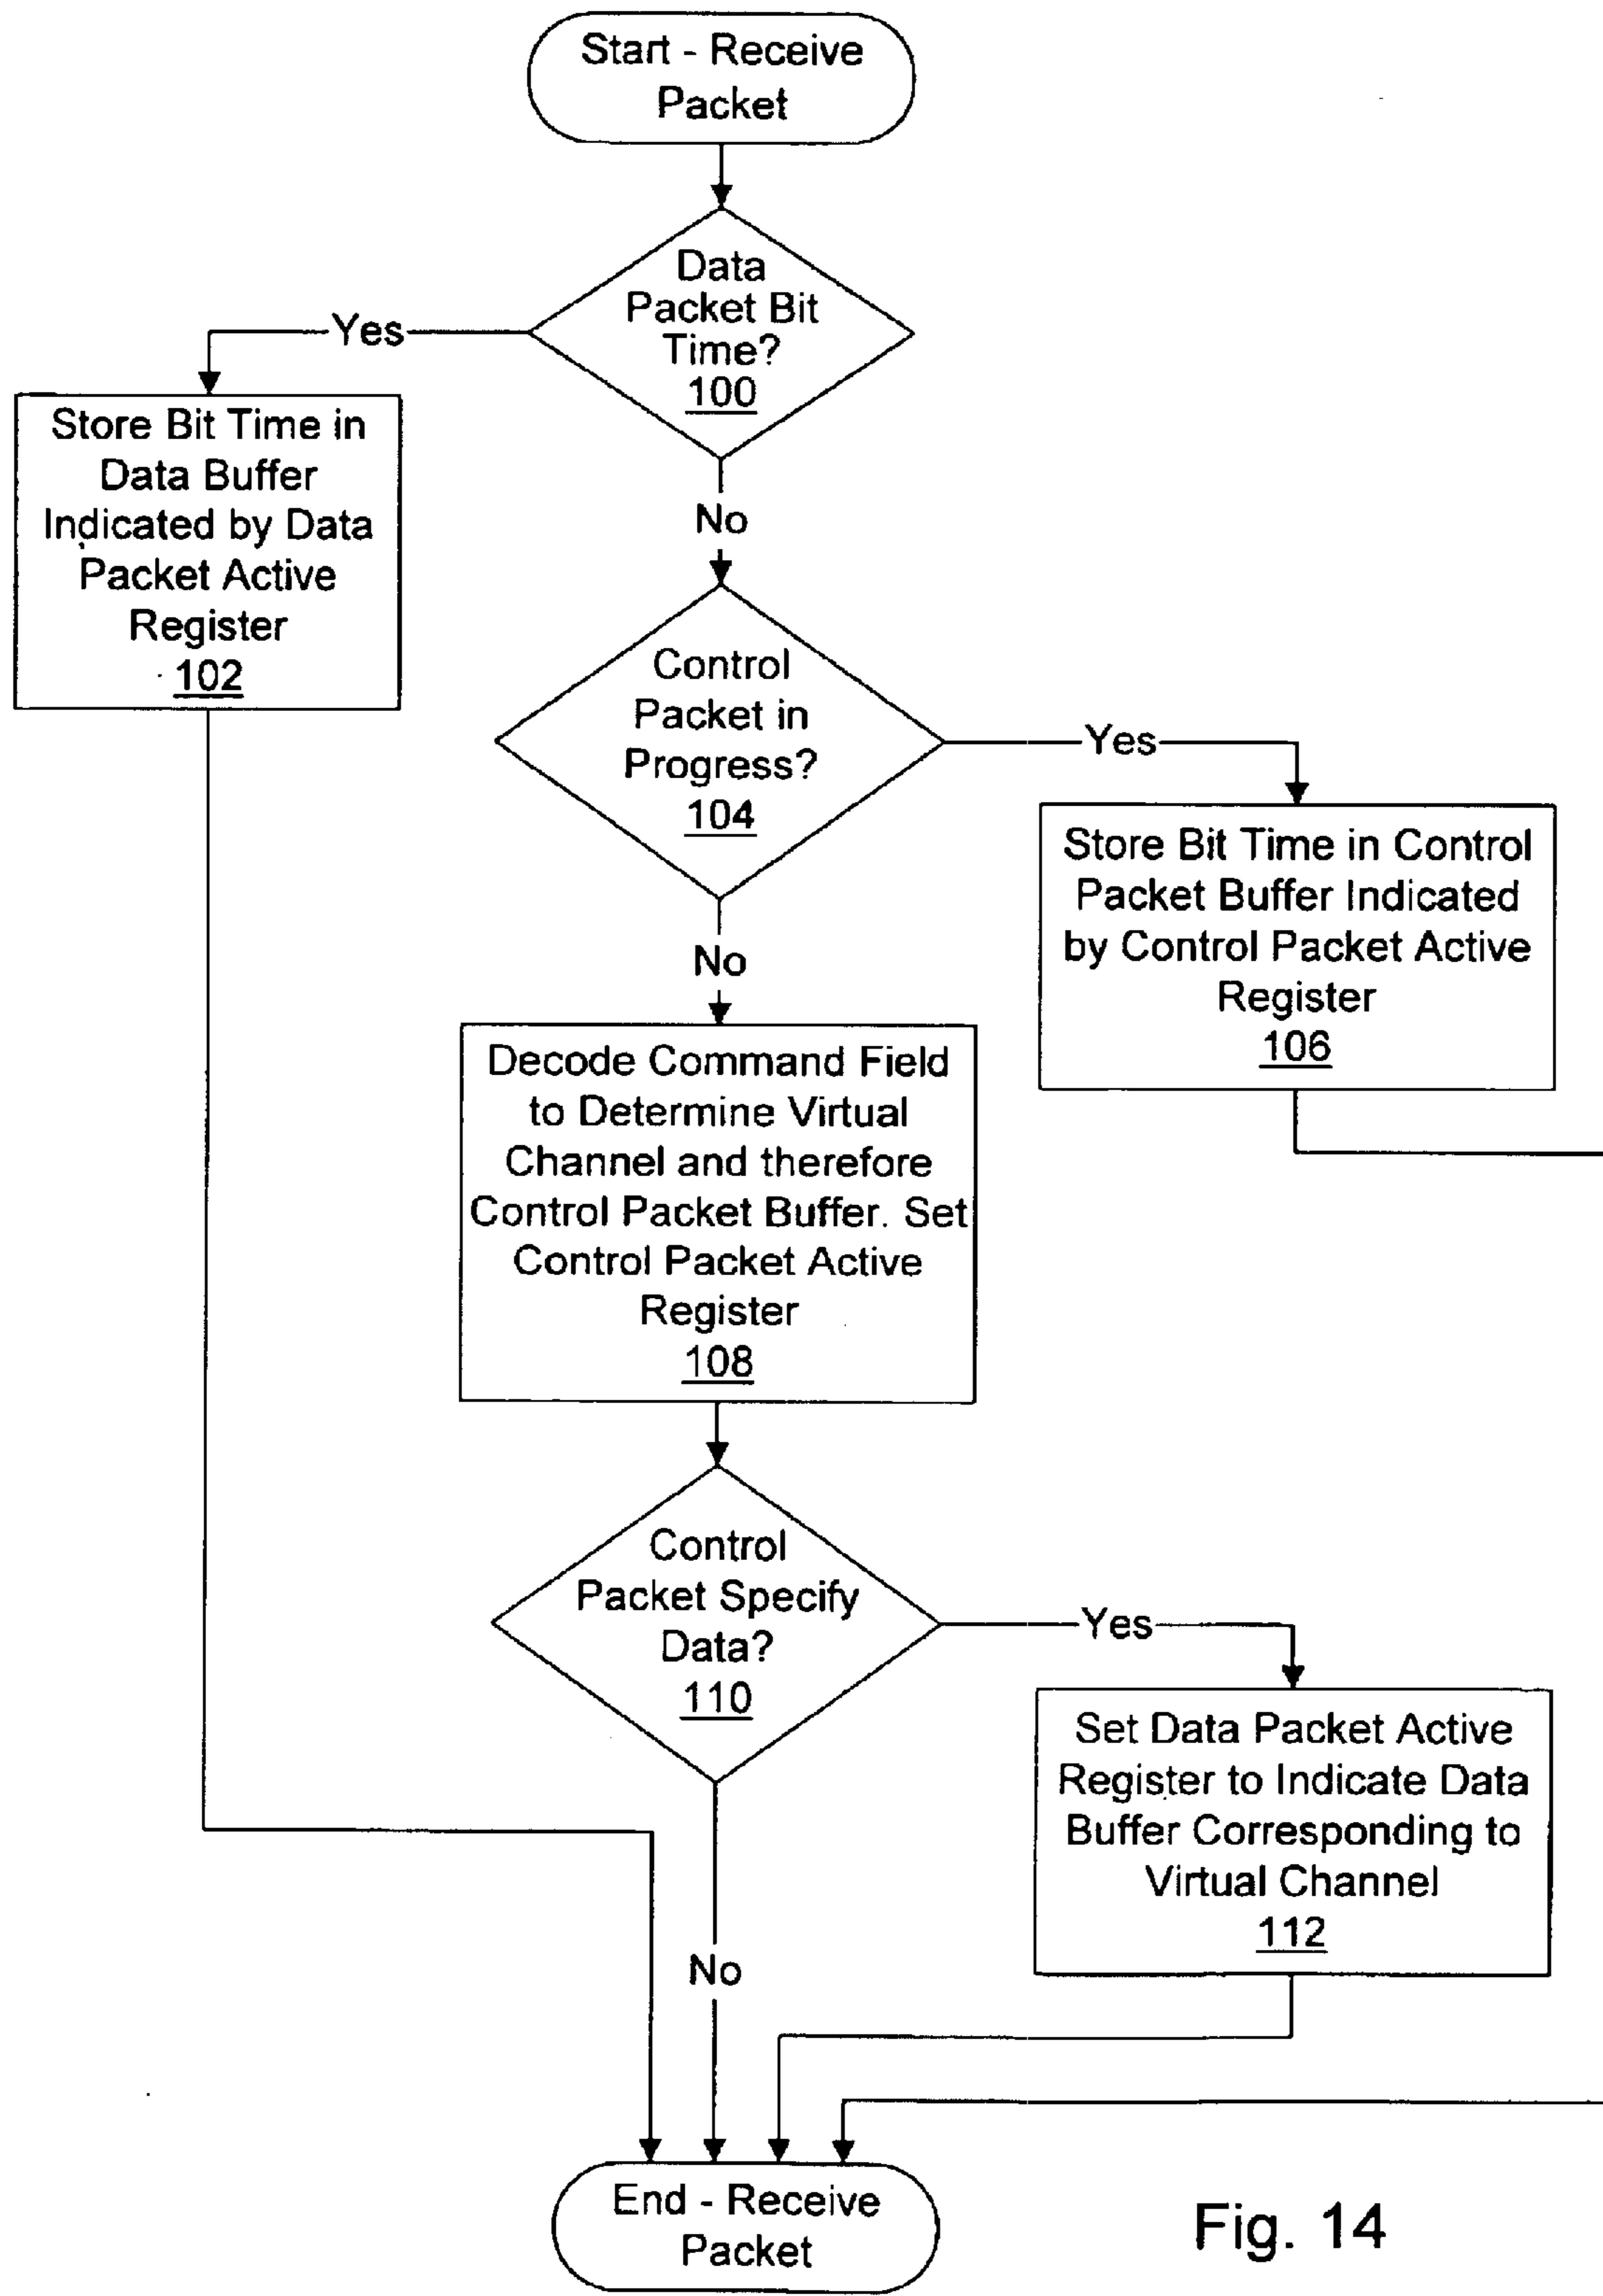 Start - Receive
Packet
Data
Packet Bit
Time?
100
Yes
Store Bit Time in
Data Buffer
Indicated by Data
Packet Active
Register
102
No
Control
Packet in
Progress?
104
Yes
Store Bit Time in Control
Packet Buffer Indicated
by Control Packet Active
Register
106
No
Decode Command Field
to Determine Virtual
Channel and therefore
Control Packet Buffer. Set
Control Packet Active
Register
108
Control
Packet Specify
Data?
110
Yes
Set Data Packet Active
Register to Indicate Data
Buffer Corresponding to
Virtual Channel
112
No
End - Receive
Packet
Fig. 14